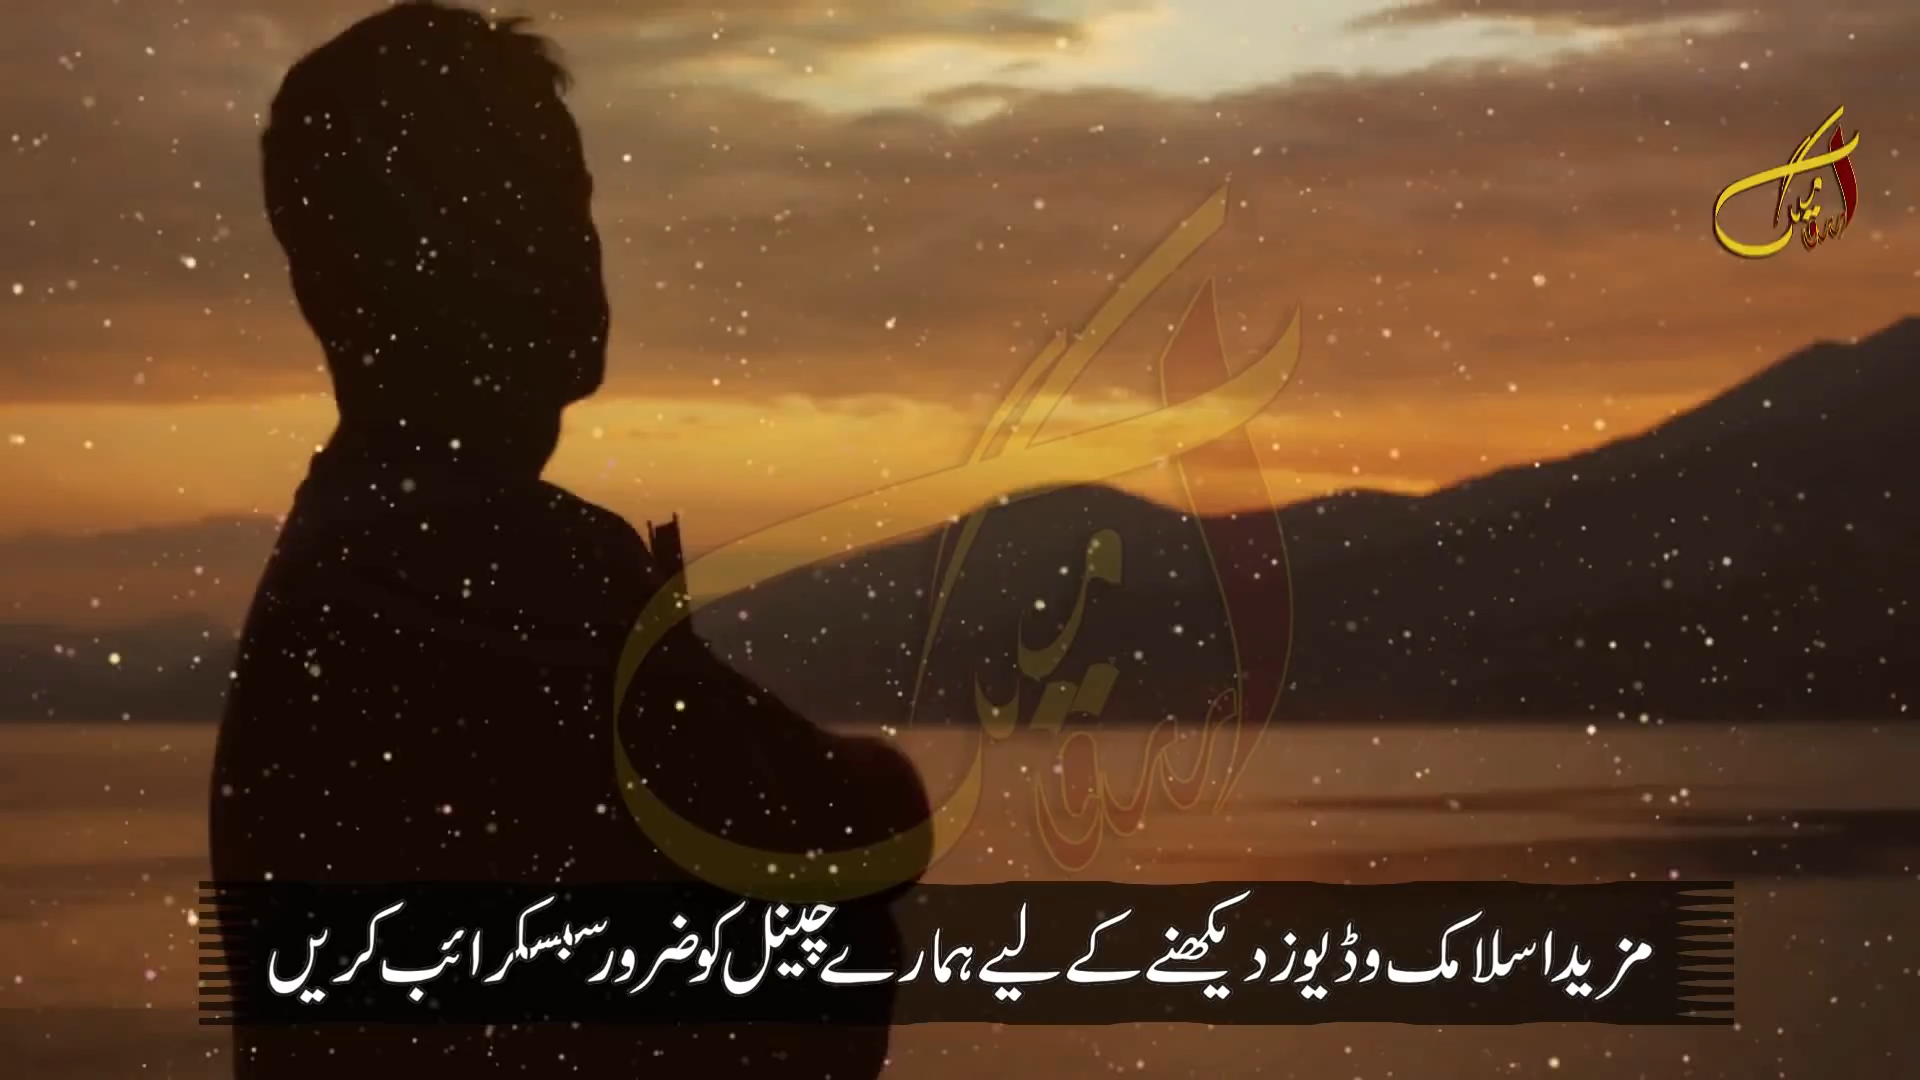 مزید اسلامک وڈیوز دیکھنے کے لیے ہمارے چینل کو ضرور سبسکرائب کریں